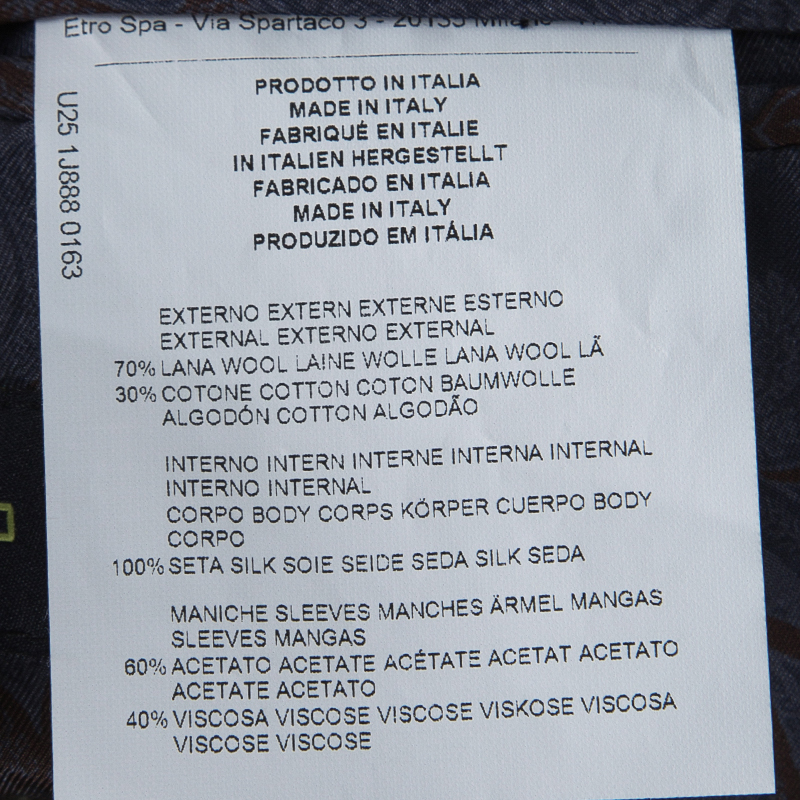 Etro Spa - Via Spartaco 3 - 20135 Milano
PRODOTTO IN ITALIA
MADE IN ITALY
FABRIQUÉ EN ITALIE
IN ITALIEN HERGESTELLT
FABRICADO EN ITALIA
MADE IN ITALY
PRODUZIDO EM ITÁLIA
U25 1J888 0163
EXTERNO EXTERN EXTERNE ESTERNO
EXTERNAL EXTERNO EXTERNAL
70% LANA WOOL LAINE WOLLE LANA WOOL LÃ
30% COTONE COTTON COTON BAUMWOLLE
ALGODÓN COTTON ALGODÃO
INTERNO INTERN INTERNE INTERNA INTERNAL
INTERNO INTERNAL
CORPO BODY CORPS KÖRPER CUERPO BODY
CORPO
100% SETA SILK SOIE SEIDE SEDA SILK SEDA
MANICHE SLEEVES MANCHES ÄRMEL MANGAS
SLEEVES MANGAS
60% ACETATO ACETATE ACÉTATE ACETAT ACETATO
ACETATE ACETATO
40% VISCOSA VISCOSE VISCOSE VISKOSE VISCOSA
VISCOSE VISCOSE